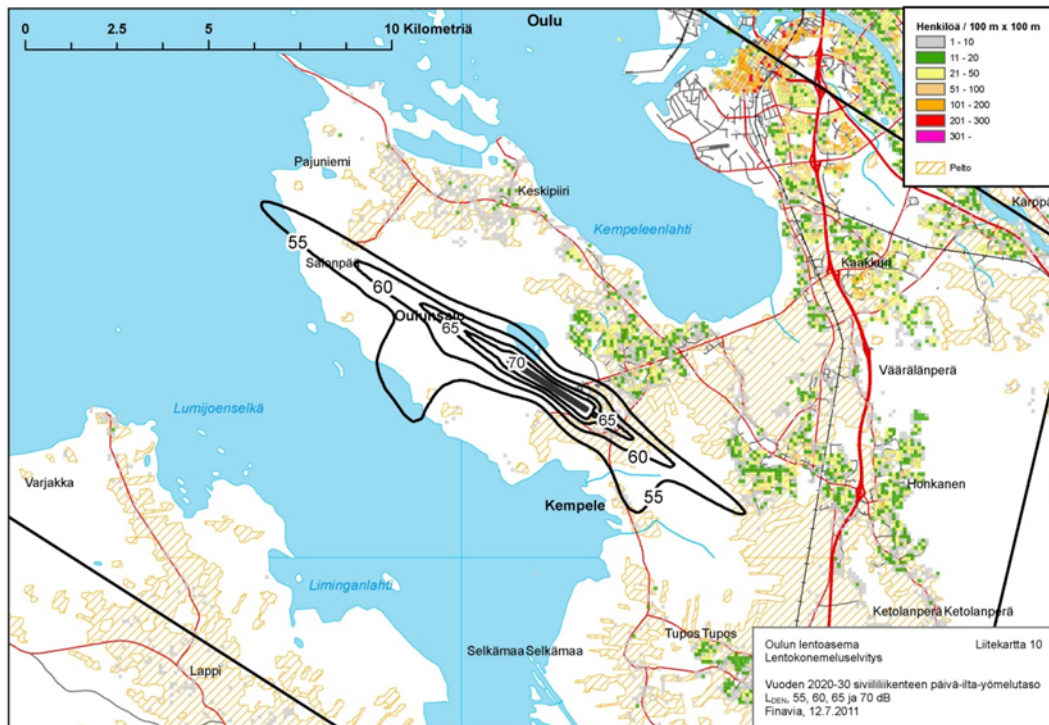 0 2.5 5 10 Kilometriä
Oulu
Henkilöä / 100 m x 100 m
1 - 10
11 - 20
21 - 50
51 - 100
101 - 200
201 - 300
301 -
Pelto
Pajuniemi
Keskipiiri
Karppa
Kempeleenlahti
55
Salonpää
60
Kaakkuri
Oulunsalo
65
70
Väärälänperä
Lumijoenselkä
65
60
Varjakka
55
Honkanen
Kempele
Liminganlahti
Ketolanperä Ketolanperä
Tupos Tupos
Selkämaa Selkämaa
Lappi
Oulun lentoasema Liitekartta 10
Lentokonemeluselvitys
Vuoden 2020-30 siviililiikenteen päivä-ilta-yömelutaso
LDEN, 55, 60, 65 ja 70 dB
Finavia, 12.7.2011